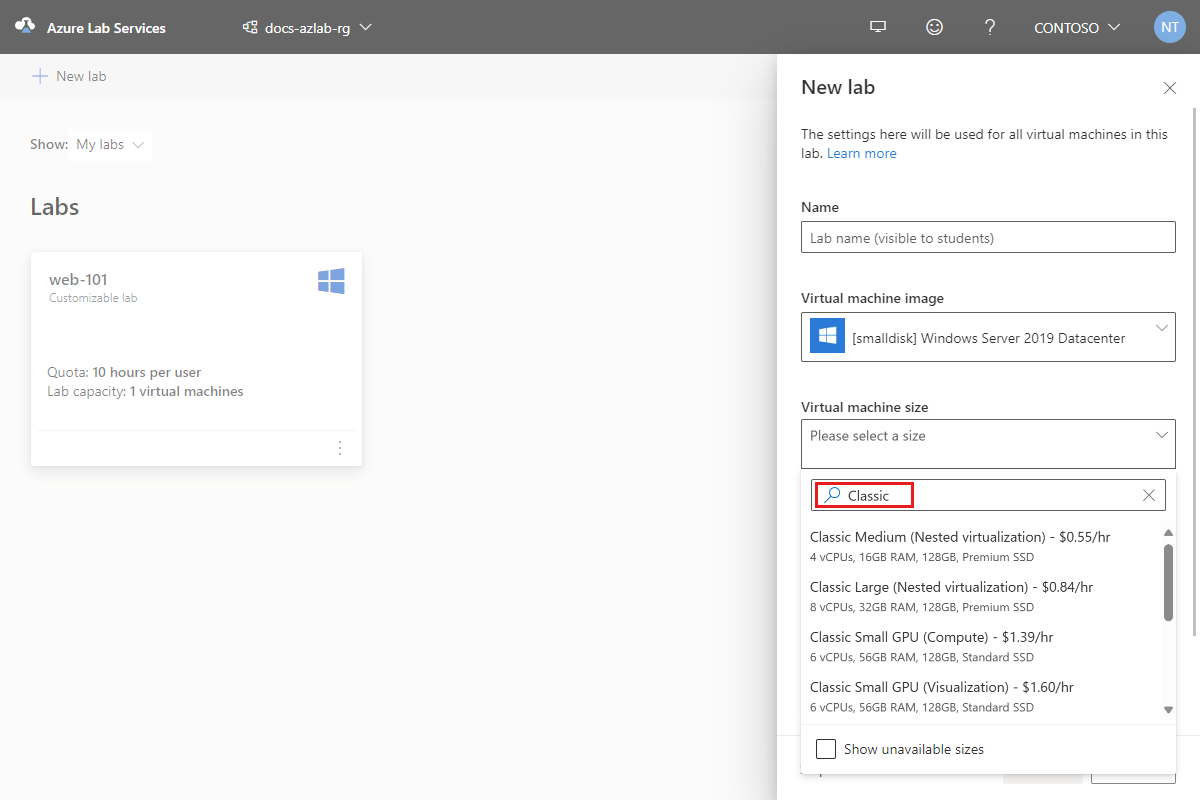 Azure Lab Services
docs-azlab-rg
?
CONTOSO
NT
New lab
Show: My labs
Labs
web-101
Customizable lab
Quota: 10 hours per user
Lab capacity: 1 virtual machines
New lab
The settings here will be used for all virtual machines in this
lab. Learn more
Name
Lab name (visible to students)
Virtual machine image
[smalldisk] Windows Server 2019 Datacenter
Virtual machine size
Please select a size
Classic
Classic Medium (Nested virtualization) - $0.55/hr
4 vCPUs, 16GB RAM, 128GB, Premium SSD
Classic Large (Nested virtualization) - $0.84/hr
8 vCPUs, 32GB RAM, 128GB, Premium SSD
Classic Small GPU (Compute) - $1.39/hr
6 vCPUs, 56GB RAM, 128GB, Standard SSD
Classic Small GPU (Visualization) - $1.60/hr
6 vCPUs, 56GB RAM, 128GB, Standard SSD
Show unavailable sizes